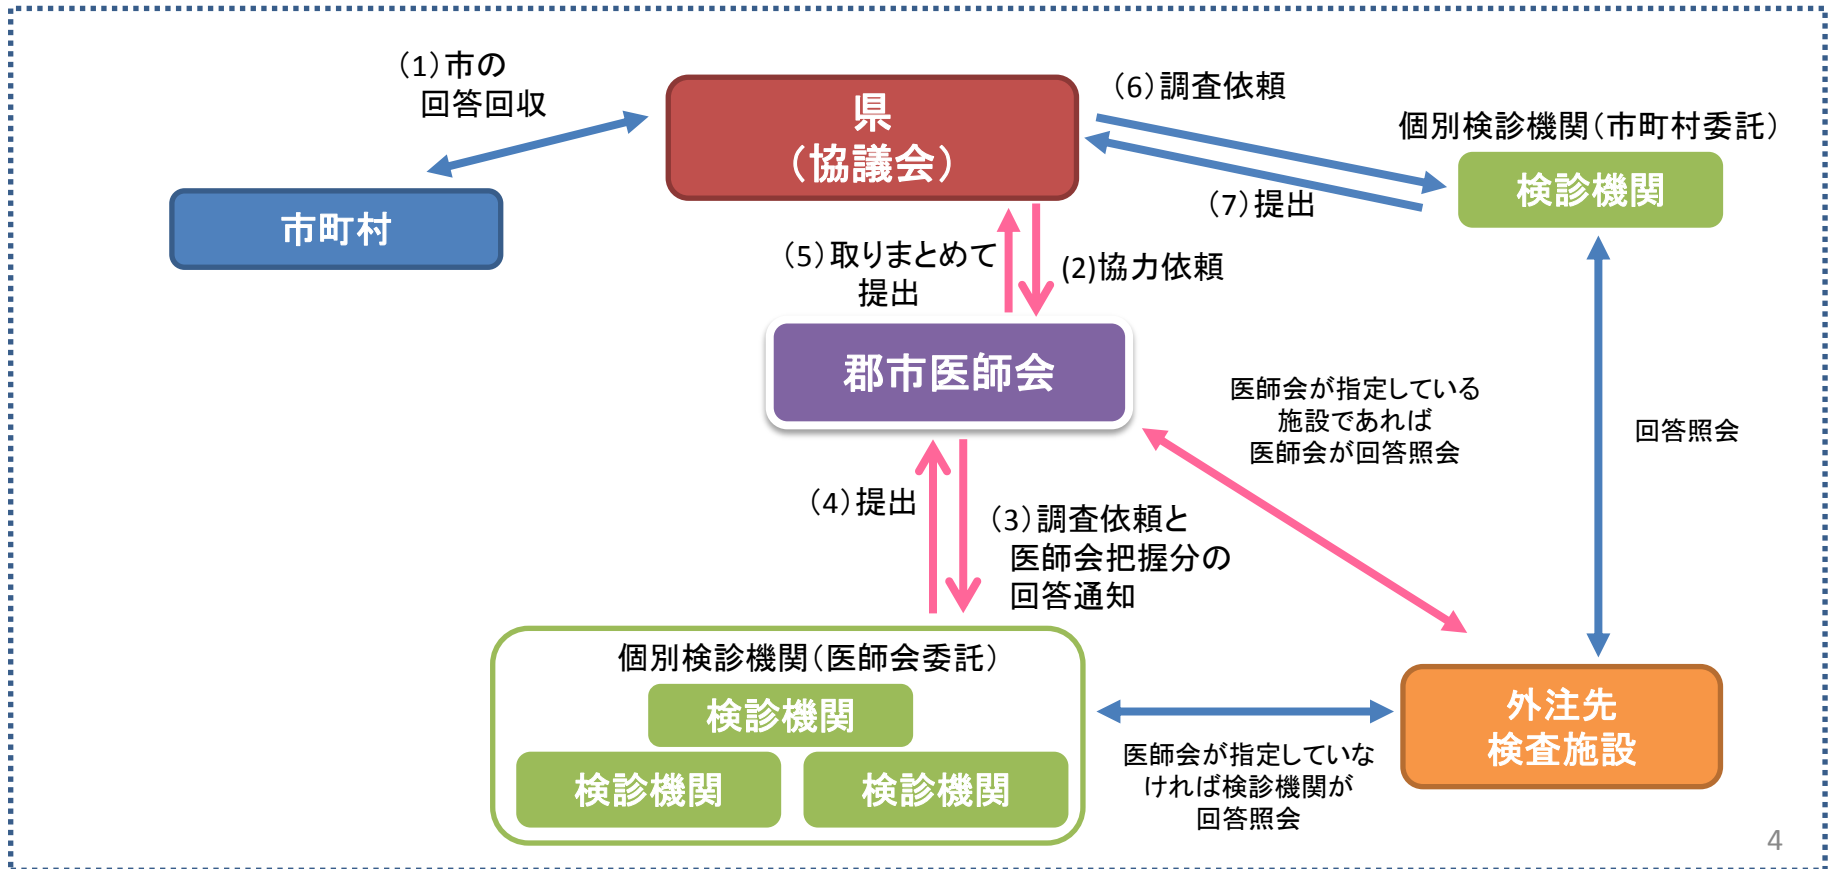 (1)市の
回答回収
県
(協議会)
(6)調査依頼
個別検診機関(市町村委託)
検診機関
(7)提出
市町村
(5)取りまとめて
提出
(2)協力依頼
郡市医師会
医師会が指定している
施設であれば
医師会が回答照会
回答照会
(4)提出
(3)調査依頼と
医師会把握分の
回答通知
個別検診機関(医師会委託)
検診機関
検診機関
検診機関
外注先
検査施設
医師会が指定していな
ければ検診機関が
回答照会
4